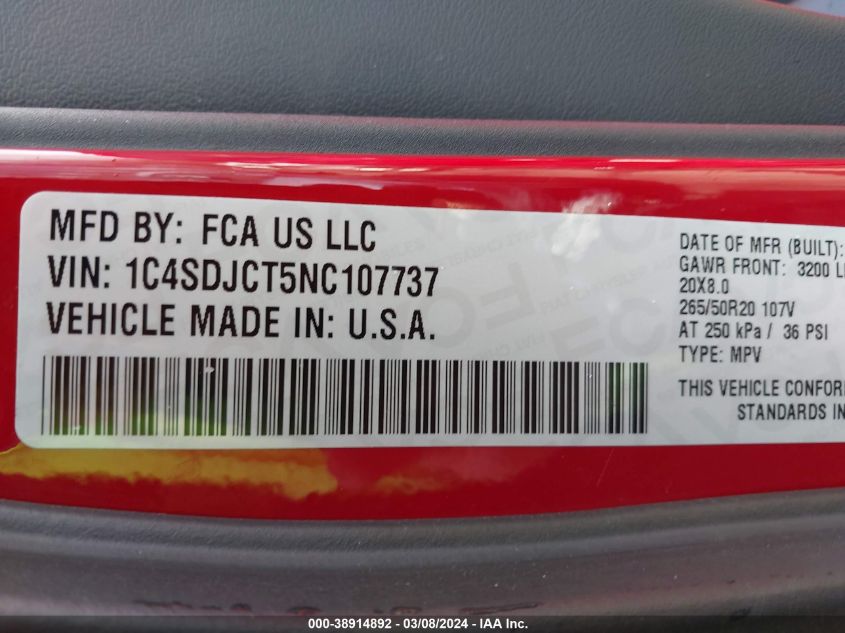 MFD BY: FCA US LLC
VIN: 1C4SDJCT5NC107737
VEHICLE MADE IN: U.S.A.
DATE OF MFR (BUILT):
GAWR FRONT: 3200 L
20X8.0
265/50R20 107V
AT 250 kPa / 36 PSI
TYPE: MPV
THIS VEHICLE CONFOR
STANDARDS IN
000-38914892 - 03/08/2024 - IAA Inc.